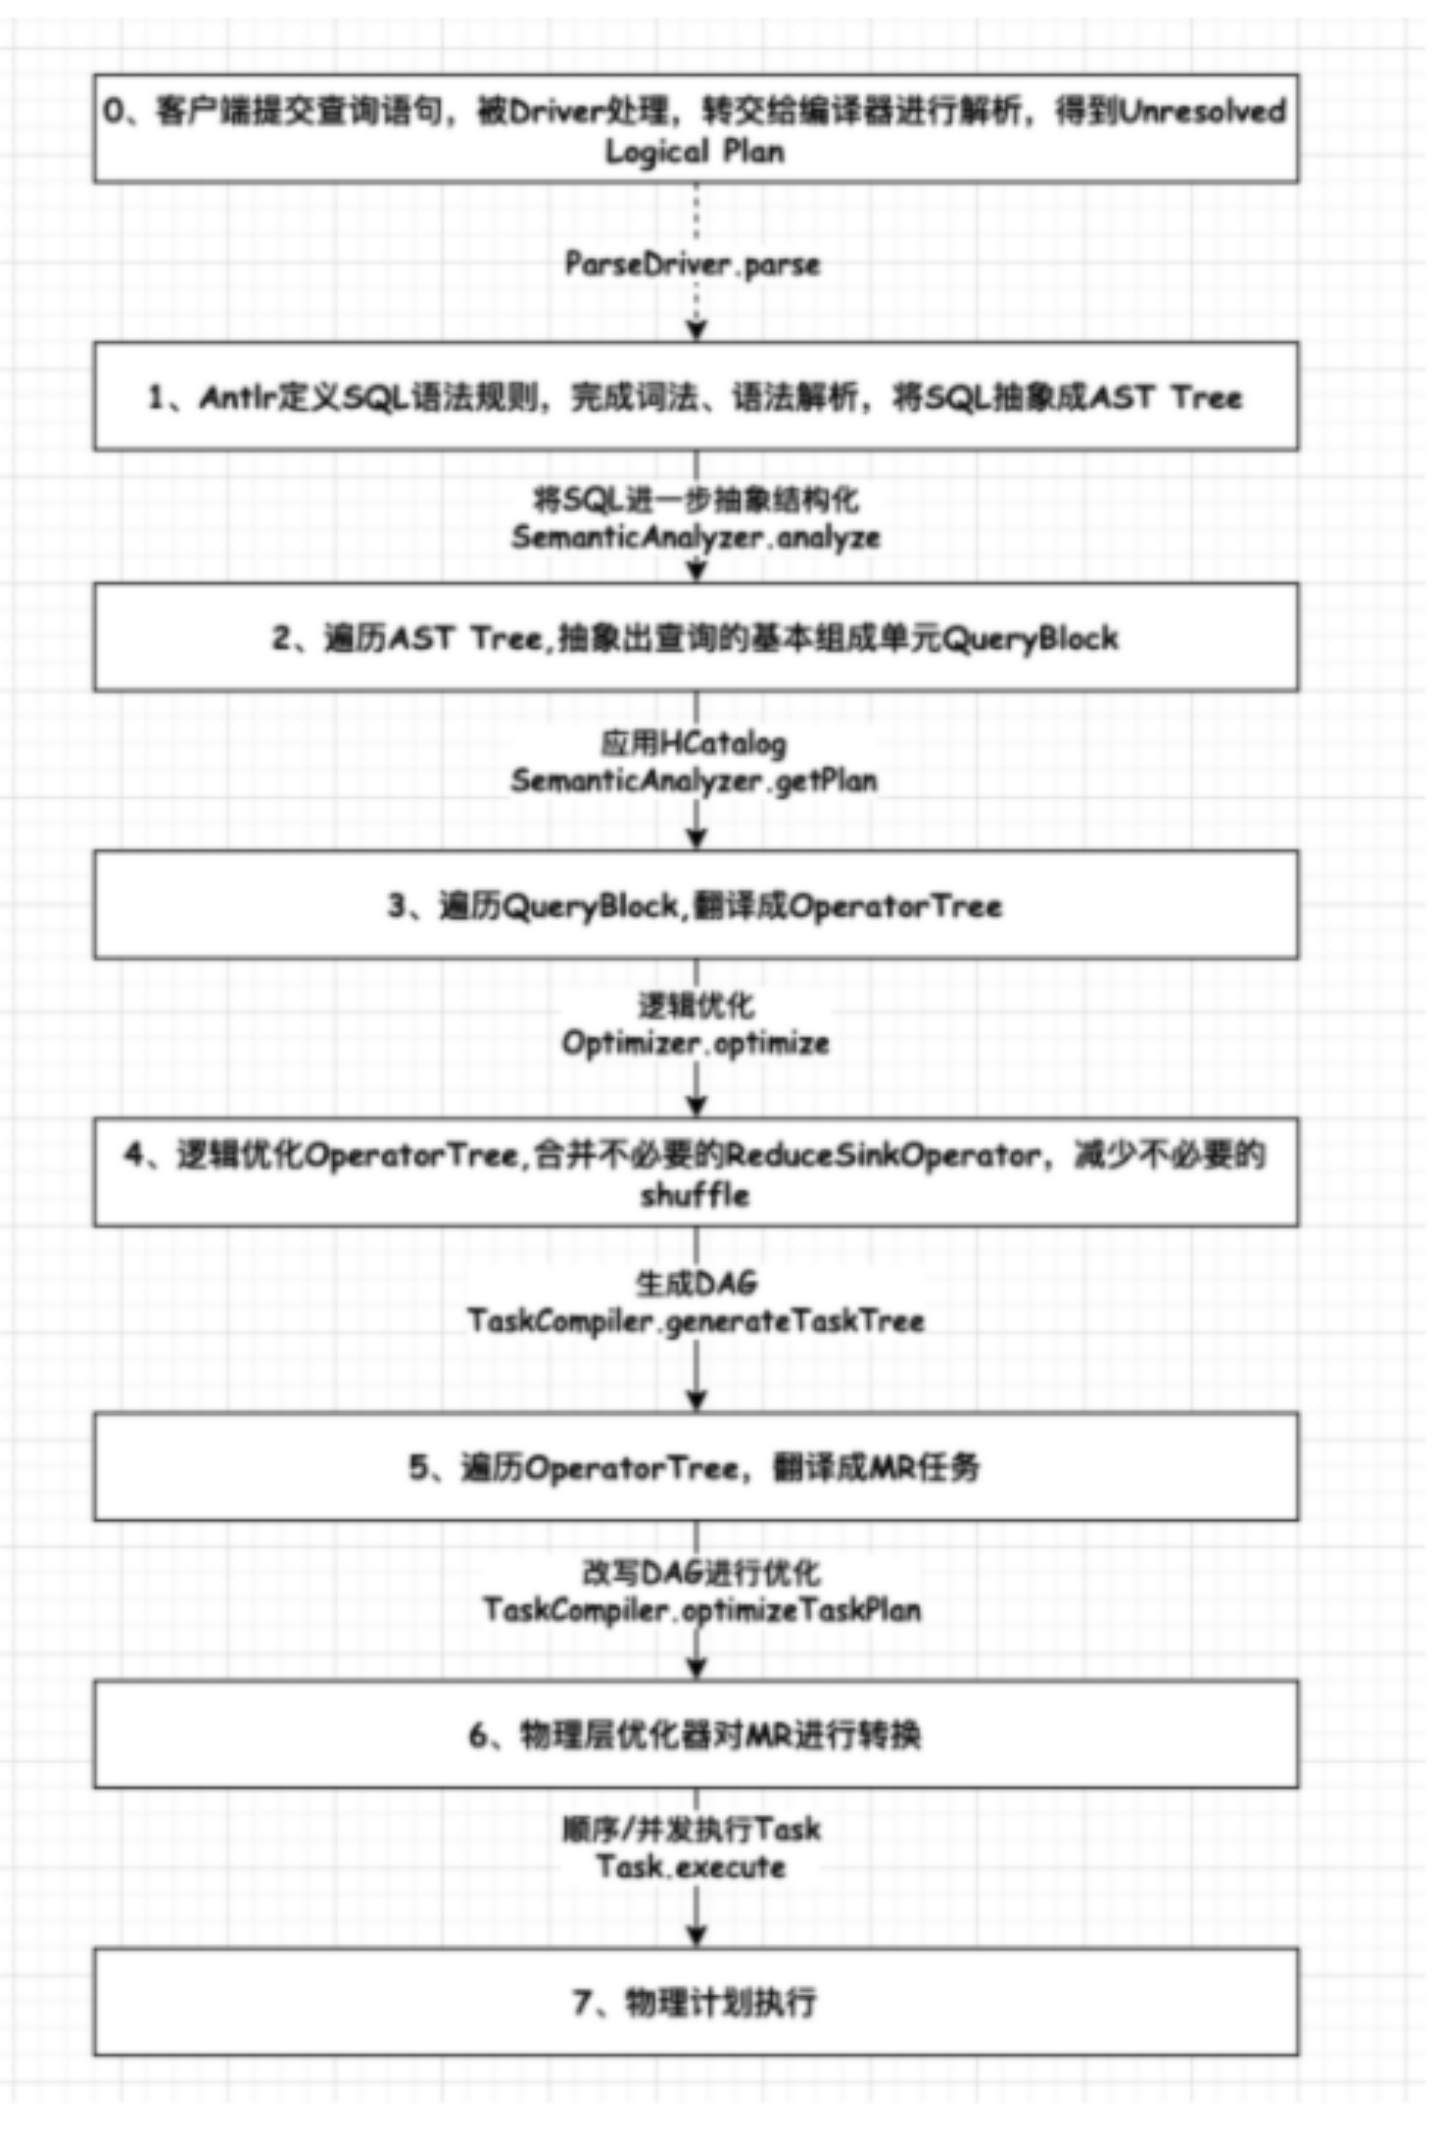 0、客户端提交查询语句，被Driver处理，转交给编译器进行解析，得到Unresolved
Logical Plan
ParseDriver.parse
1、Antlr定义SQL语法规则，完成词法、语法解析，将SQL抽象成AST Tree
将SQL进一步抽象结构化
SemanticAnalyzer.analyze
2、遍历AST Tree,抽象出查询的基本组成单元QueryBlock
应用HCatalog
SemanticAnalyzer.getPlan
3、遍历QueryBlock,翻译成OperatorTree
逻辑优化
Optimizer.optimize
4、逻辑优化OperatorTree,合并不必要的ReduceSinkOperator，减少不必要的
shuffle
生成DAG
TaskCompiler.generateTaskTree
5、遍历OperatorTree，翻译成MR任务
改写DAG进行优化
TaskCompiler.optimizeTaskPlan
6、物理层优化器对MR进行转换
顺序/并发执行Task
Task.execute
7、物理计划执行